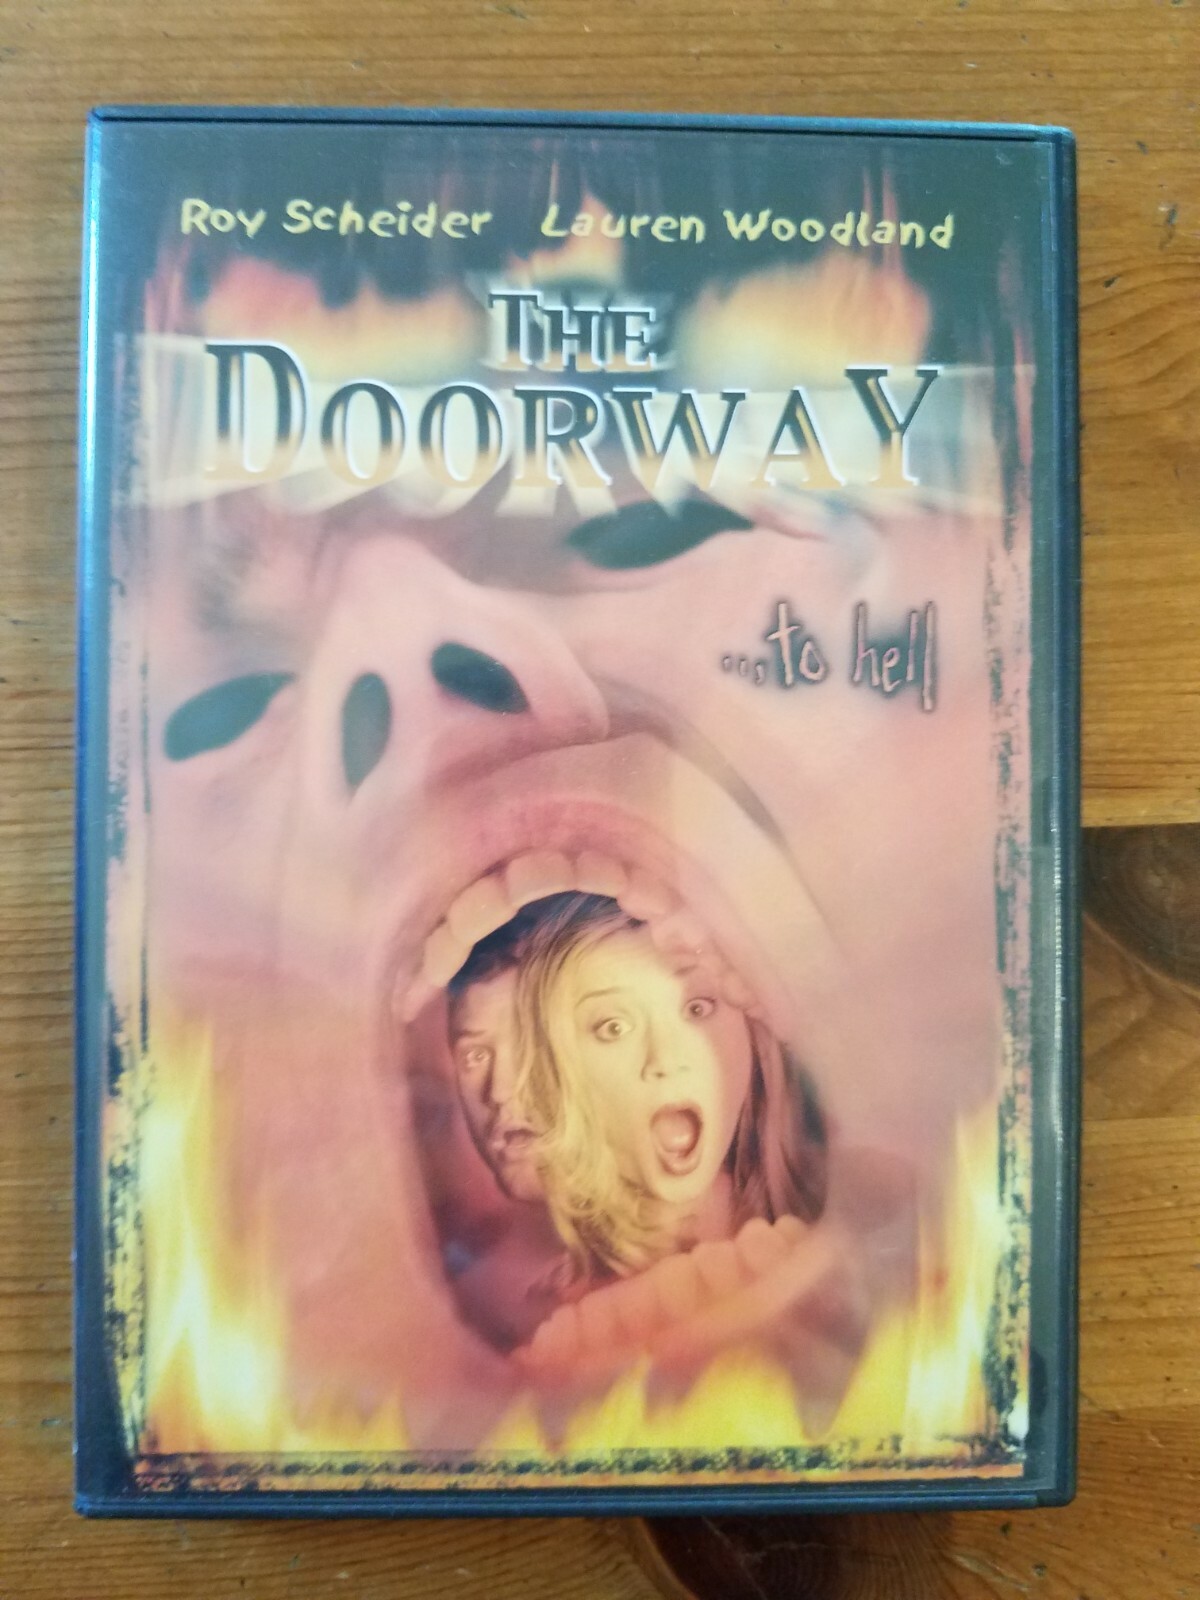 Roy Scheider Lauren Woodland
THE
DOORWAY
...to hell